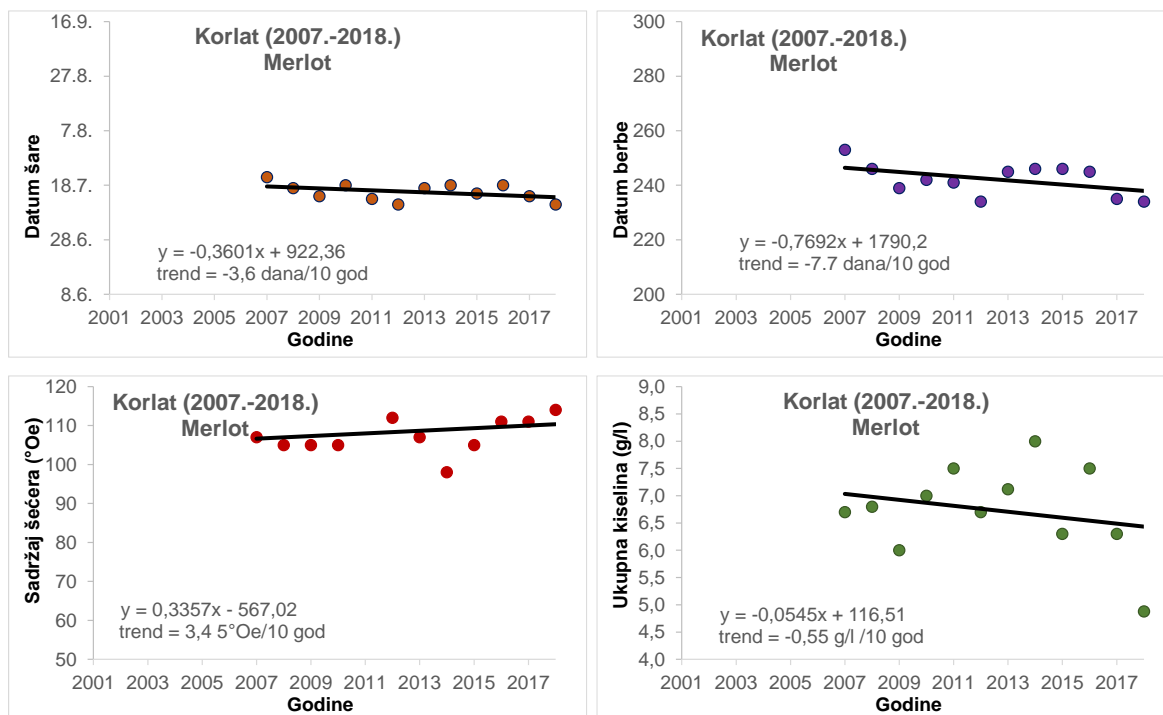 Korlat (2007.-2018.)
Merlot
Datum šare
16.9.
27.8.
7.8.
18.7.
28.6.
8.6.
y = -0,3601x + 922,36
trend = -3,6 dana/10 god
2001 2003 2005 2007 2009 2011 2013 2015 2017
Godine
Korlat (2007.-2018.)
Merlot
Datum berbe
300
280
260
240
220
200
y = -0,7692x + 1790,2
trend = -7.7 dana/10 god
2001 2003 2005 2007 2009 2011 2013 2015 2017
Godine
Korlat (2007.-2018.)
Merlot
Sadržaj šećera (°Oe)
120
110
100
90
80
70
60
50
y = 0,3357x - 567,02
trend = 3,4 5°Oe/10 god
2001 2003 2005 2007 2009 2011 2013 2015 2017
Godine
Korlat (2007.-2018.)
Merlot
Ukupna kiselina (g/l)
9,0
8,5
8,0
7,5
7,0
6,5
6,0
5,5
5,0
4,5
4,0
y = -0,0545x + 116,51
trend = -0,55 g/l /10 god
2001 2003 2005 2007 2009 2011 2013 2015 2017
Godine